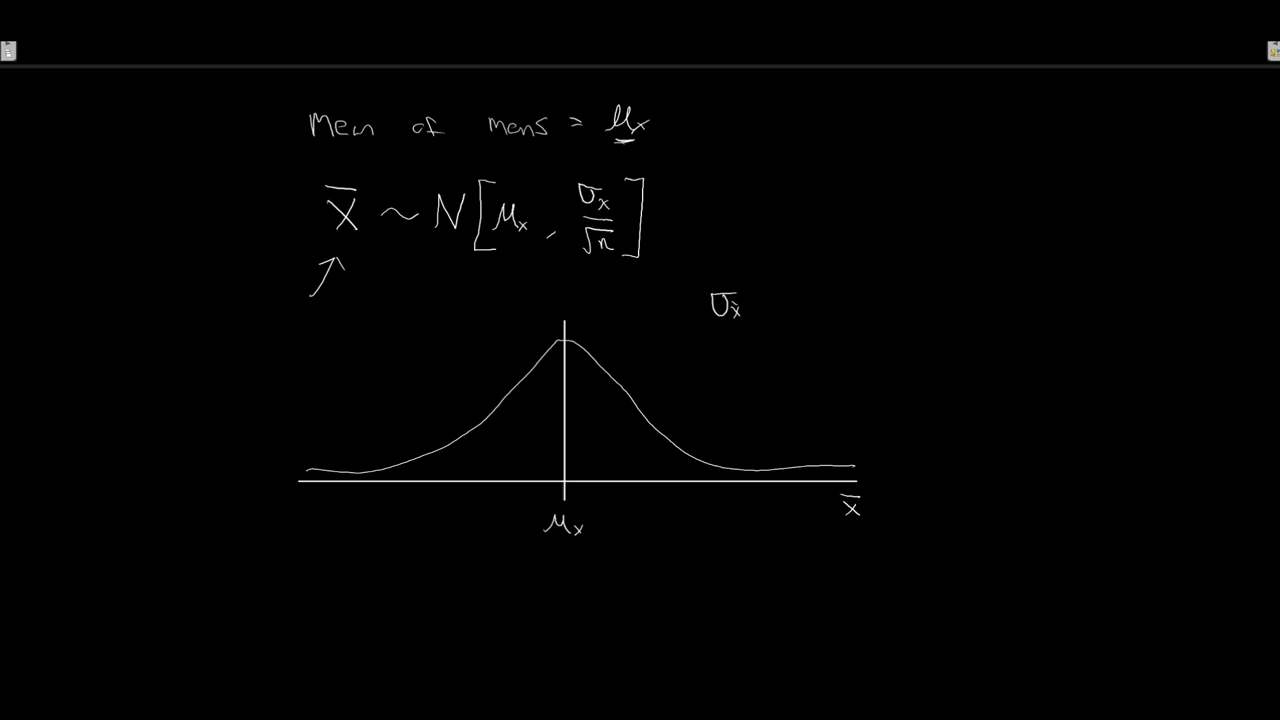 Mean of means = μx
X̄ ~ N[μx, σx/√n]
σx̄
x̄
μx